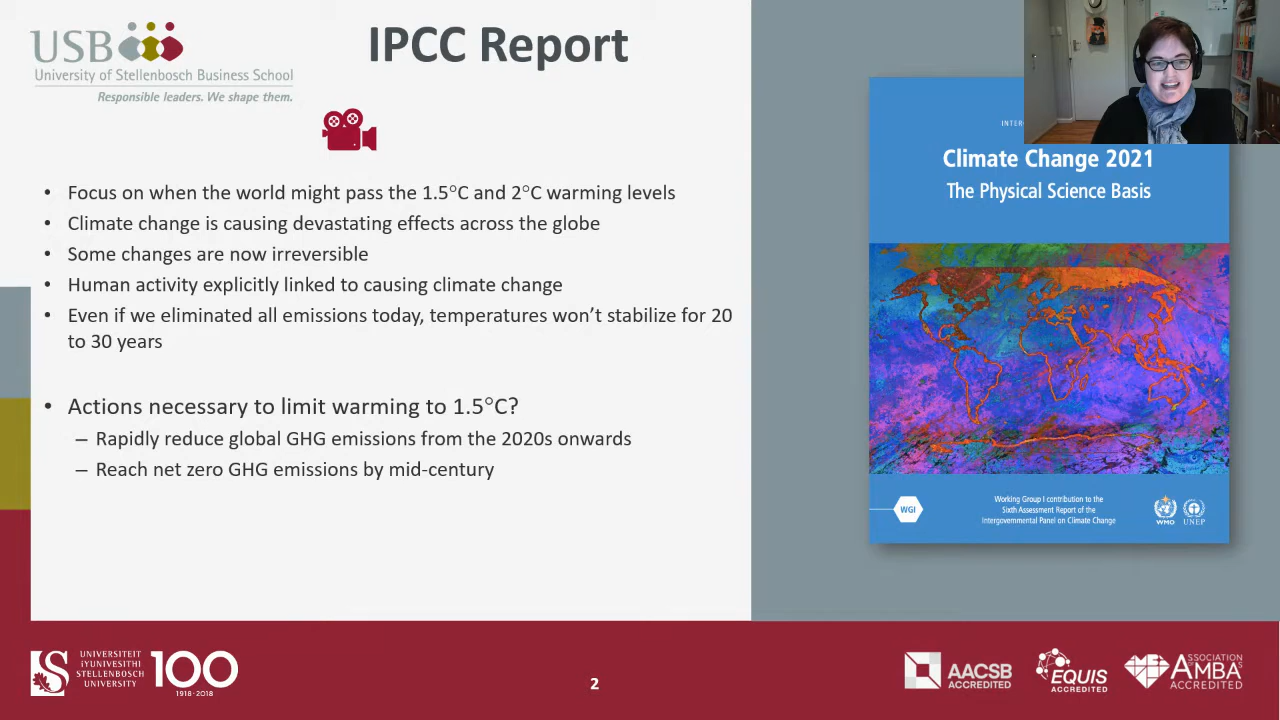 USB
University of Stellenbosch Business School
Responsible leaders. We shape them.
IPCC Report
• Focus on when the world might pass the 1.5°C and 2°C warming levels
• Climate change is causing devastating effects across the globe
• Some changes are now irreversible
• Human activity explicitly linked to causing climate change
• Even if we eliminated all emissions today, temperatures won't stabilize for 20
to 30 years
• Actions necessary to limit warming to 1.5°C?
– Rapidly reduce global GHG emissions from the 2020s onwards
– Reach net zero GHG emissions by mid-century
Climate Change 2021
The Physical Science Basis
WGI
Working Group I contribution to the
Sixth Assessment Report of the
Intergovernmental Panel on Climate Change
WMO
UNEP
UNIVERSITEIT
iYUNIVESITHI
STELLENBOSCH
UNIVERSITY
100
1918·2018
2
AACSB
ACCREDITED
EQUIS
ACCREDITED
ASSOCIATION
OF MBAs
AMBA
ACCREDITED